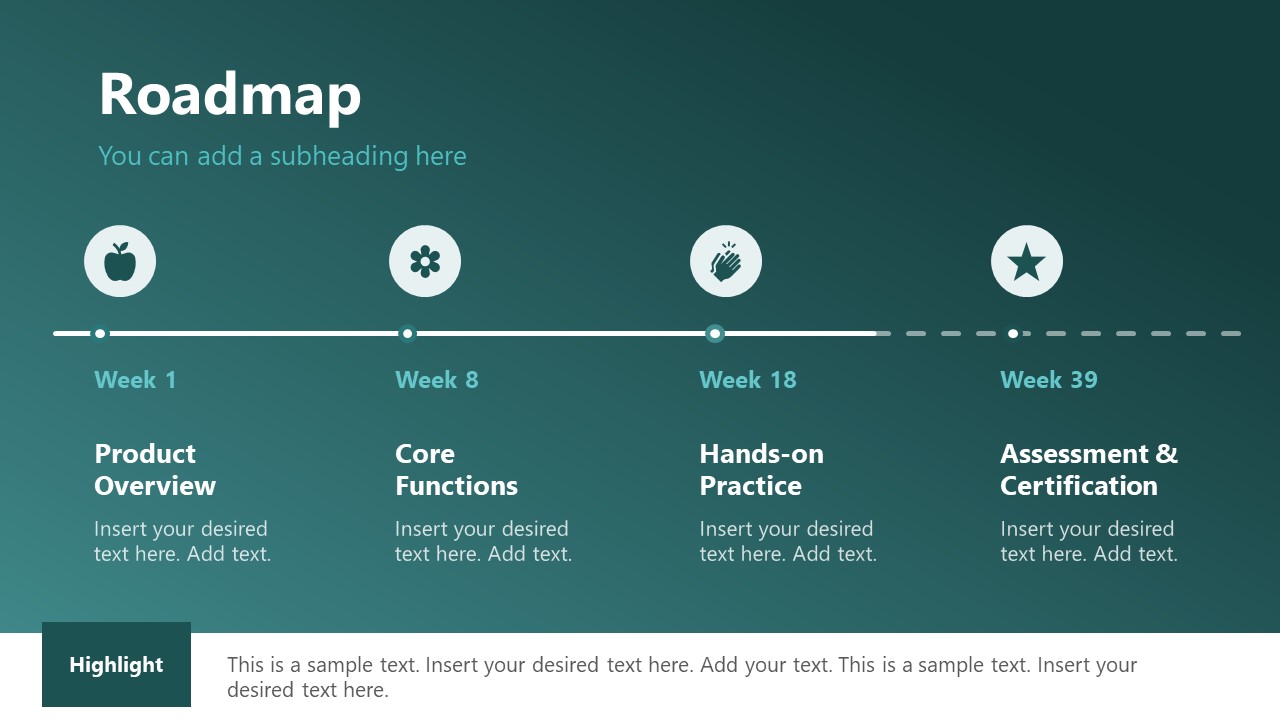 Roadmap
You can add a subheading here
Week 1
Week 8
Week 18
Week 39
Product
Overview
Core
Functions
Hands-on
Practice
Assessment &
Certification
Insert your desired
text here. Add text.
Insert your desired
text here. Add text.
Insert your desired
text here. Add text.
Insert your desired
text here. Add text.
Highlight
This is a sample text. Insert your desired text here. Add your text. This is a sample text. Insert your
desired text here.